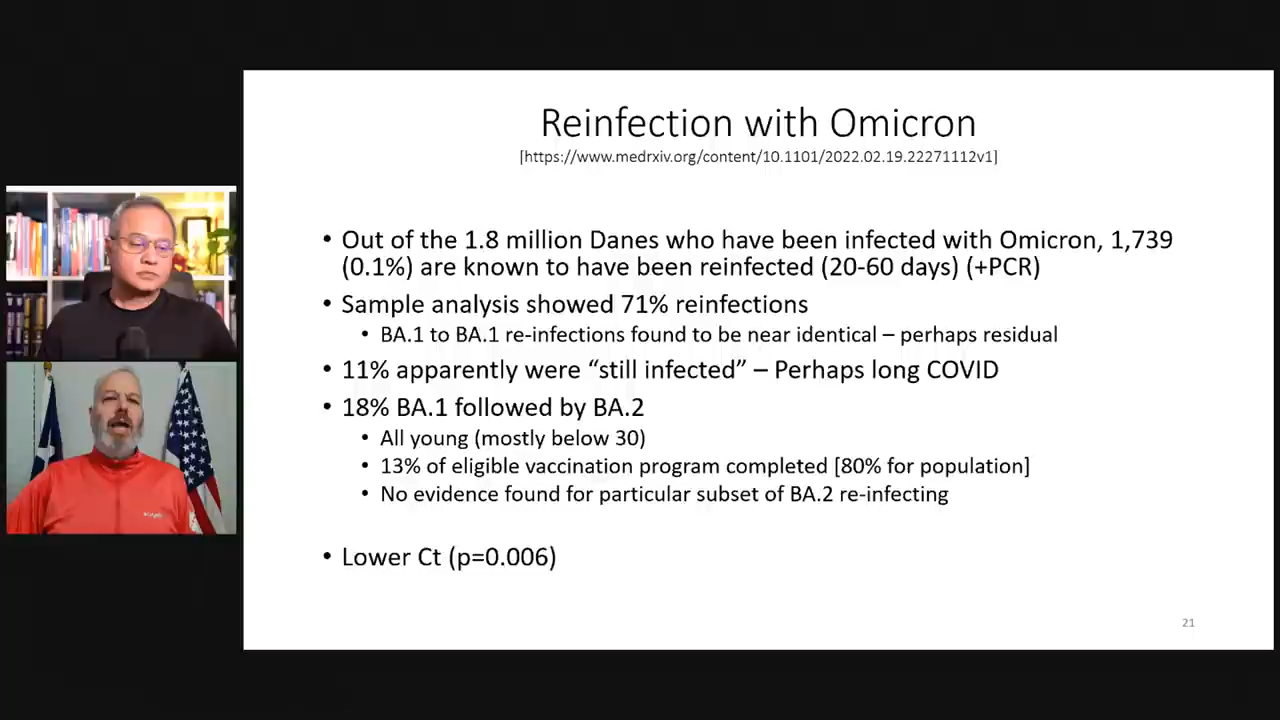 Reinfection with Omicron
[https://www.medrxiv.org/content/10.1101/2022.02.19.22271112v1]
• Out of the 1.8 million Danes who have been infected with Omicron, 1,739
(0.1%) are known to have been reinfected (20-60 days) (+PCR)
• Sample analysis showed 71% reinfections
• BA.1 to BA.1 re-infections found to be near identical – perhaps residual
• 11% apparently were “still infected” – Perhaps long COVID
• 18% BA.1 followed by BA.2
• All young (mostly below 30)
• 13% of eligible vaccination program completed [80% for population]
• No evidence found for particular subset of BA.2 re-infecting
• Lower Ct (p=0.006)
21